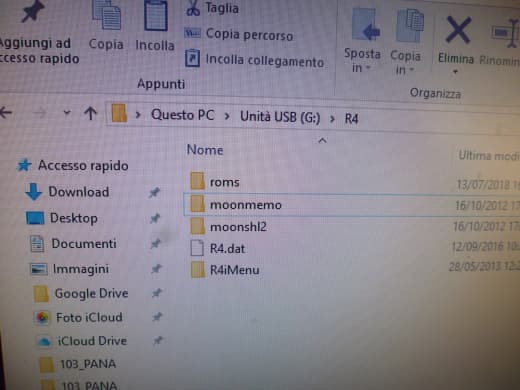 Aggiungi ad
accesso rapido
Copia
Incolla
Taglia
Copia percorso
Incolla collegamento
Appunti
Sposta
in
Copia
in
Elimina
Organizza
Questo PC > Unità USB (G:) > R4
Nome
Ultima modi
Accesso rapido
Download
Desktop
Documenti
Immagini
Google Drive
Foto iCloud
iCloud Drive
103_PANA
103_PANA
roms 13/07/2018
moonmemo 16/10/2012
moonshl2 16/10/2012
R4.dat 12/09/2016
R4iMenu 28/05/2013